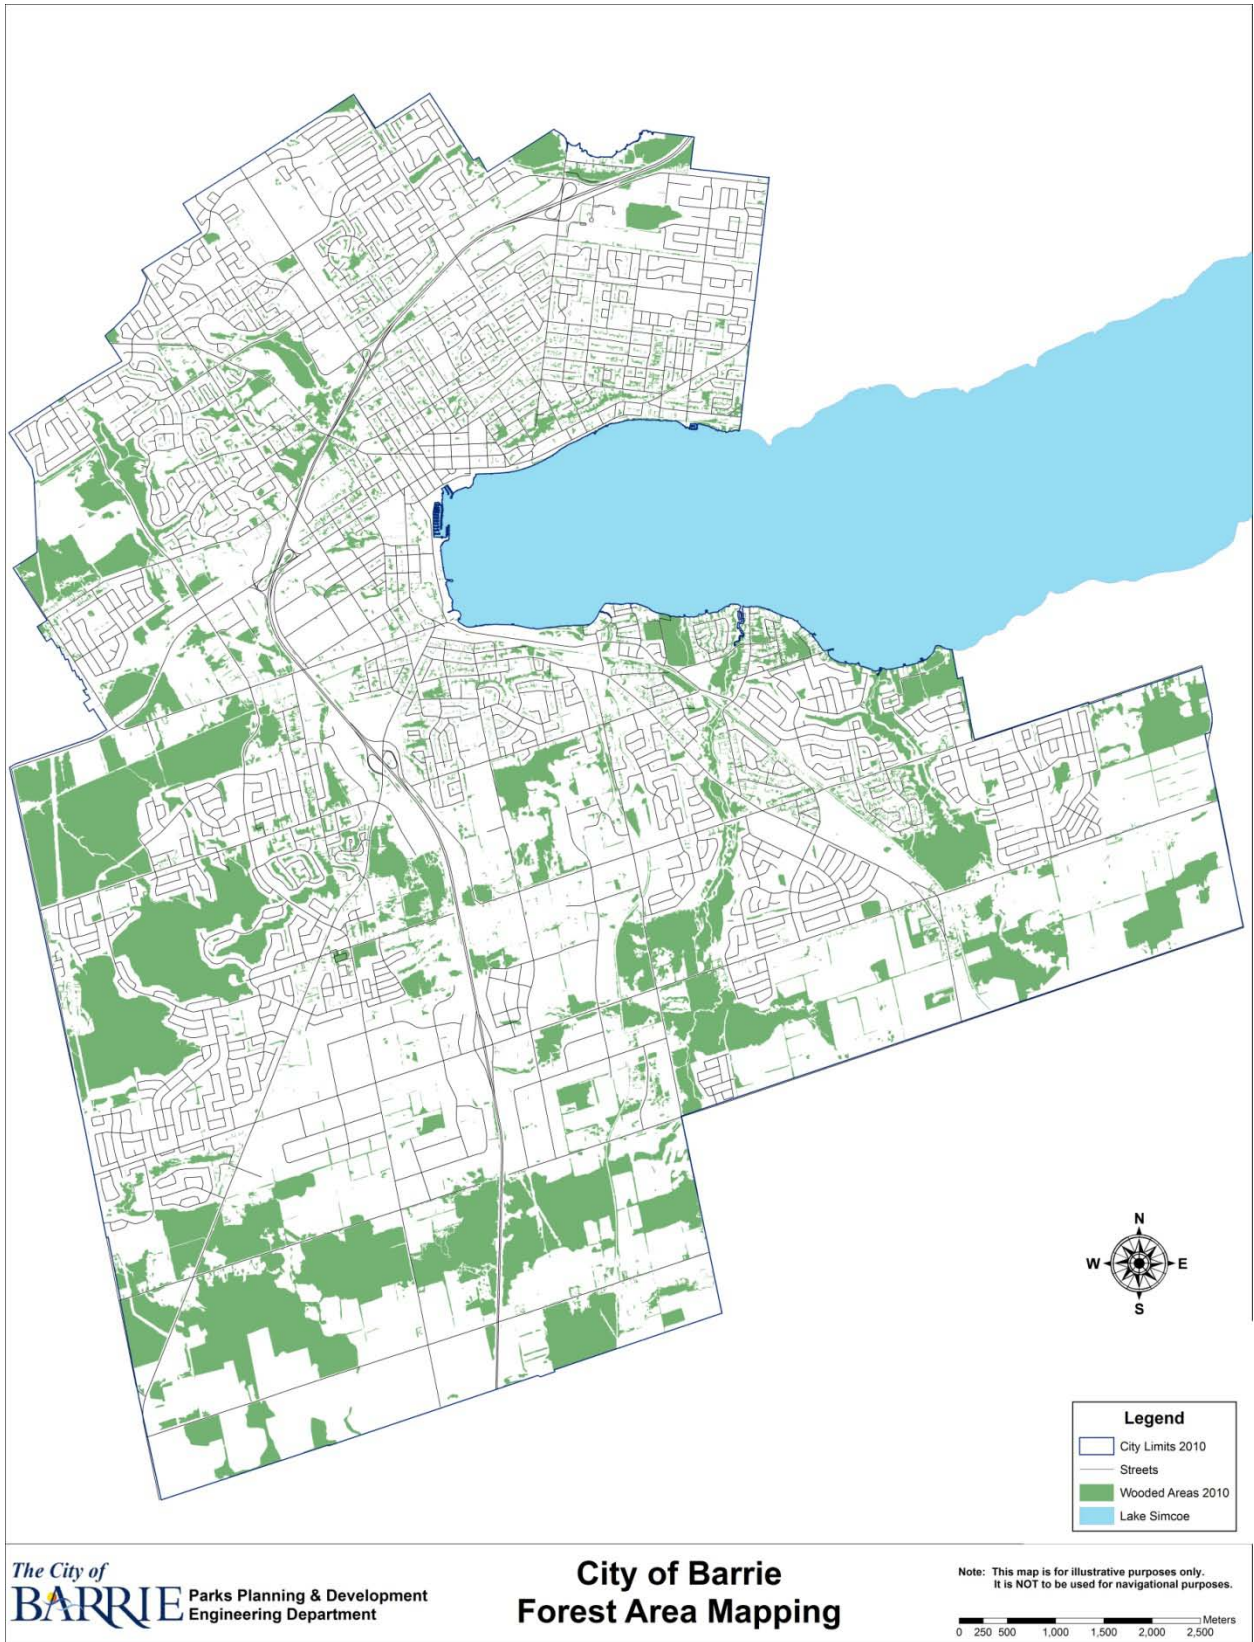 N
W E
S
Legend
City Limits 2010
Streets
Wooded Areas 2010
Lake Simcoe
The City of
BARRIE
Parks Planning & Development
Engineering Department
City of Barrie
Forest Area Mapping
Note: This map is for illustrative purposes only.
It is NOT to be used for navigational purposes.
Meters
0 250 500 1,000 1,500 2,000 2,500